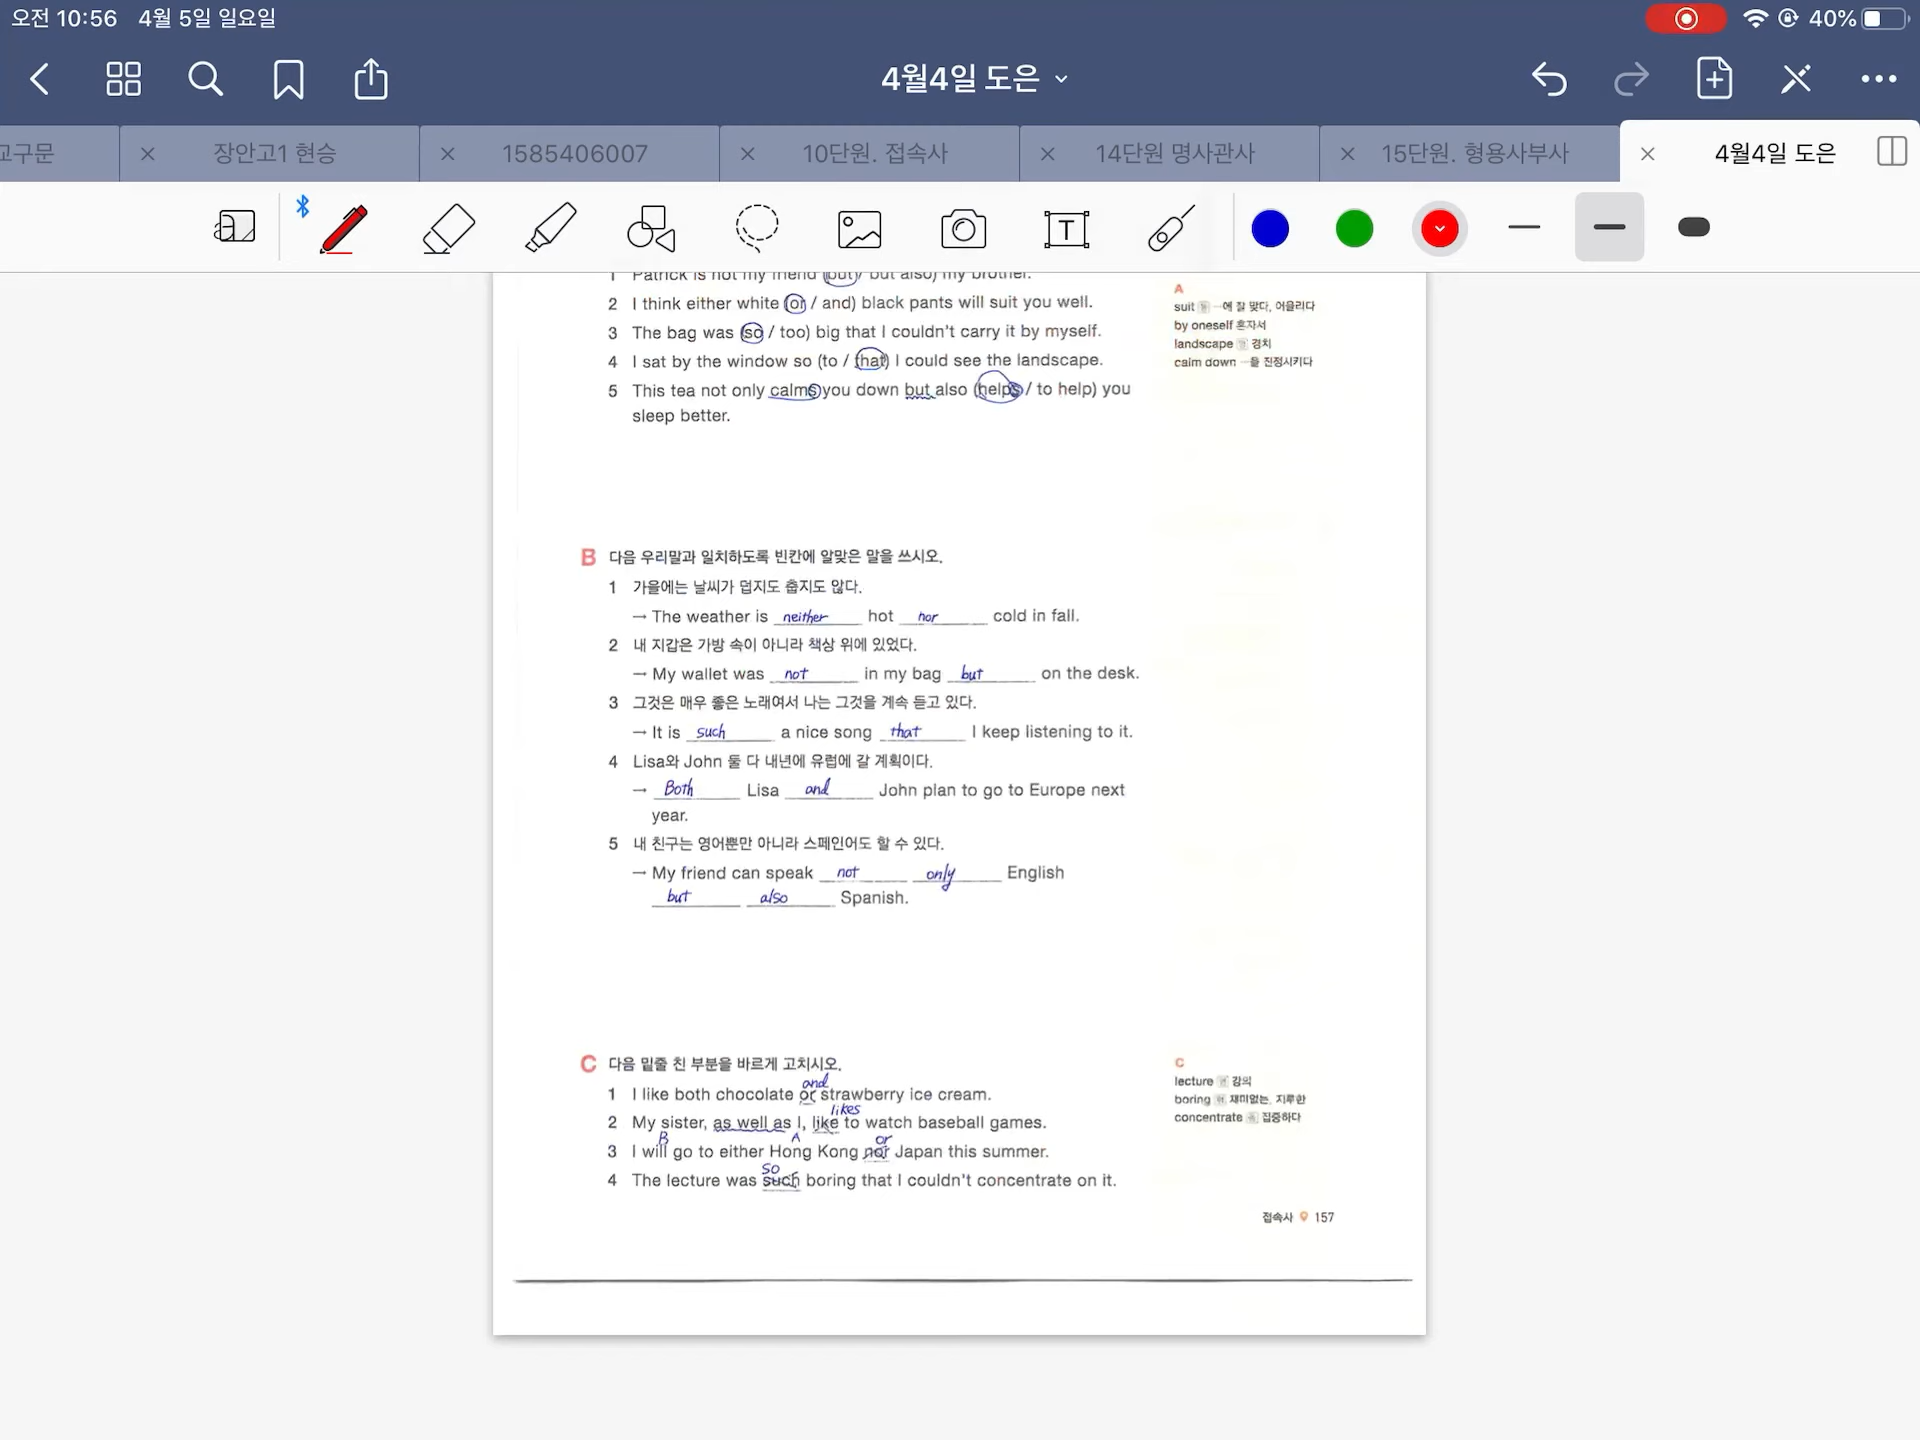 오전 10:56 4월 5일 일요일 40%
4월4일 도은
교구문 장안고1 현승 1585406007 10단원. 접속사 14단원 명사관사 15단원. 형용사부사 4월4일 도은
1 Patrick is not my friend (but / but also) my brother.
2 I think either white (or / and) black pants will suit you well.
3 The bag was (so / too) big that I couldn't carry it by myself.
4 I sat by the window so (to / that) I could see the landscape.
5 This tea not only calms you down but also (helps / to help) you
sleep better.
A
suit 동 …에 잘 맞다, 어울리다
by oneself 혼자서
landscape 명 경치
calm down …을 진정시키다
B 다음 우리말과 일치하도록 빈칸에 알맞은 말을 쓰시오.
1 가을에는 날씨가 덥지도 춥지도 않다.
→ The weather is neither hot nor cold in fall.
2 내 지갑은 가방 속이 아니라 책상 위에 있었다.
→ My wallet was not in my bag but on the desk.
3 그것은 매우 좋은 노래여서 나는 그것을 계속 듣고 있다.
→ It is such a nice song that I keep listening to it.
4 Lisa와 John 둘 다 내년에 유럽에 갈 계획이다.
→ Both Lisa and John plan to go to Europe next
year.
5 내 친구는 영어뿐만 아니라 스페인어도 할 수 있다.
→ My friend can speak not only English
but also Spanish.
C 다음 밑줄 친 부분을 바르게 고치시오.
and
1 I like both chocolate or strawberry ice cream.
likes
2 My sister, as well as I, like to watch baseball games.
B A or
3 I will go to either Hong Kong nor Japan this summer.
so
4 The lecture was such boring that I couldn't concentrate on it.
C
lecture 명 강의
boring 형 재미없는, 지루한
concentrate 동 집중하다
접속사 157